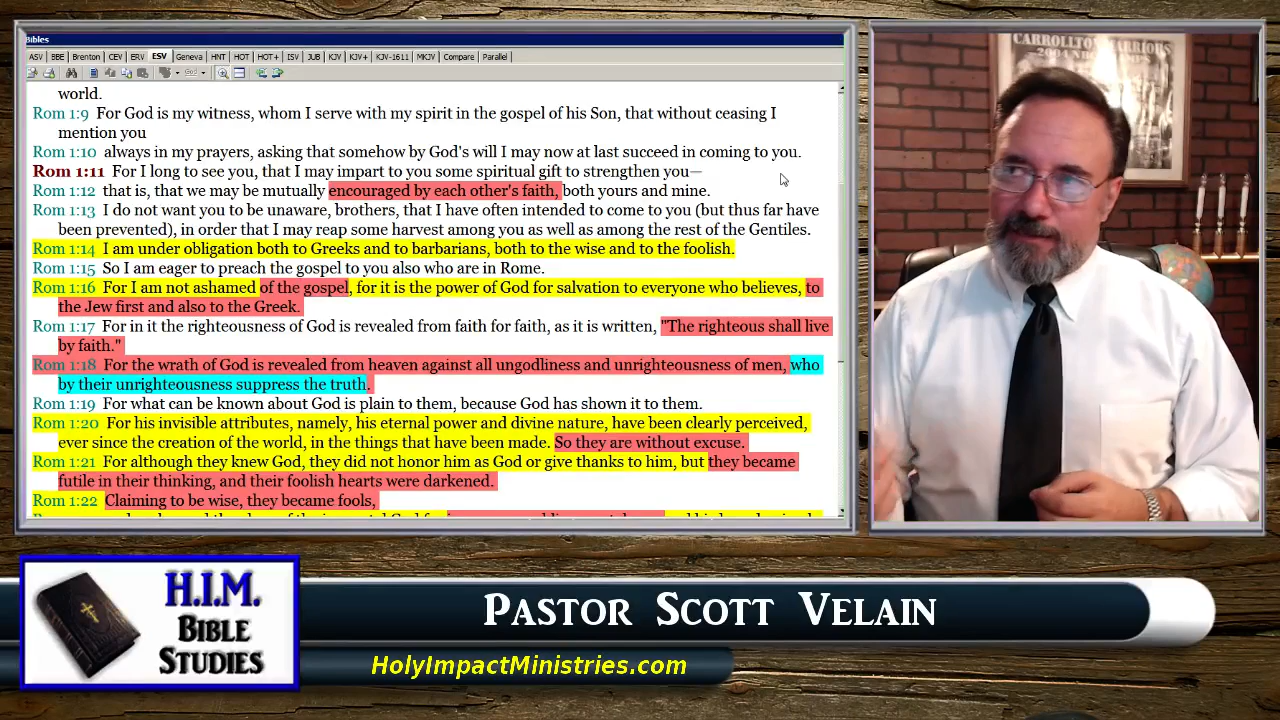 Bibles
ASV BBE Brenton CEV ERV ESV Geneva HNT HOT HOT+ ISV JUB KJV KJV+ KJV-1611 MKJV Compare Parallel
world.
Rom 1:9 For God is my witness, whom I serve with my spirit in the gospel of his Son, that without ceasing I
mention you
Rom 1:10 always in my prayers, asking that somehow by God's will I may now at last succeed in coming to you.
Rom 1:11 For I long to see you, that I may impart to you some spiritual gift to strengthen you—
Rom 1:12 that is, that we may be mutually encouraged by each other's faith, both yours and mine.
Rom 1:13 I do not want you to be unaware, brothers, that I have often intended to come to you (but thus far have
been prevented), in order that I may reap some harvest among you as well as among the rest of the Gentiles.
Rom 1:14 I am under obligation both to Greeks and to barbarians, both to the wise and to the foolish.
Rom 1:15 So I am eager to preach the gospel to you also who are in Rome.
Rom 1:16 For I am not ashamed of the gospel, for it is the power of God for salvation to everyone who believes, to
the Jew first and also to the Greek.
Rom 1:17 For in it the righteousness of God is revealed from faith for faith, as it is written, "The righteous shall live
by faith."
Rom 1:18 For the wrath of God is revealed from heaven against all ungodliness and unrighteousness of men, who
by their unrighteousness suppress the truth.
Rom 1:19 For what can be known about God is plain to them, because God has shown it to them.
Rom 1:20 For his invisible attributes, namely, his eternal power and divine nature, have been clearly perceived,
ever since the creation of the world, in the things that have been made. So they are without excuse.
Rom 1:21 For although they knew God, they did not honor him as God or give thanks to him, but they became
futile in their thinking, and their foolish hearts were darkened.
Rom 1:22 Claiming to be wise, they became fools,
CARROLLTON WARRIORS
2004
H.I.M.
BIBLE
STUDIES
PASTOR SCOTT VELAIN
HolyImpactMinistries.com